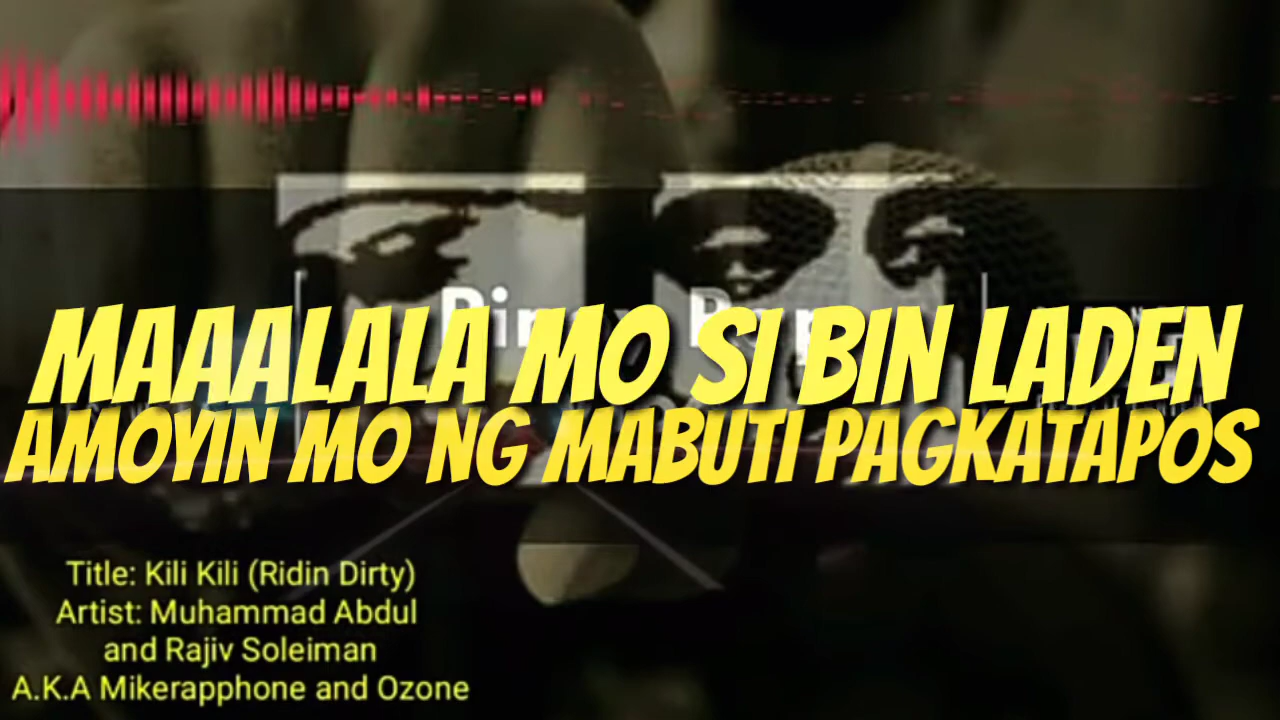 MAAALALA MO SI BIN LADEN
AMOYIN MO NG MABUTI PAGKATAPOS
Title: Kili Kili (Ridin Dirty)
Artist: Muhammad Abdul
and Rajiv Soleiman
A.K.A Mikerapphone and Ozone